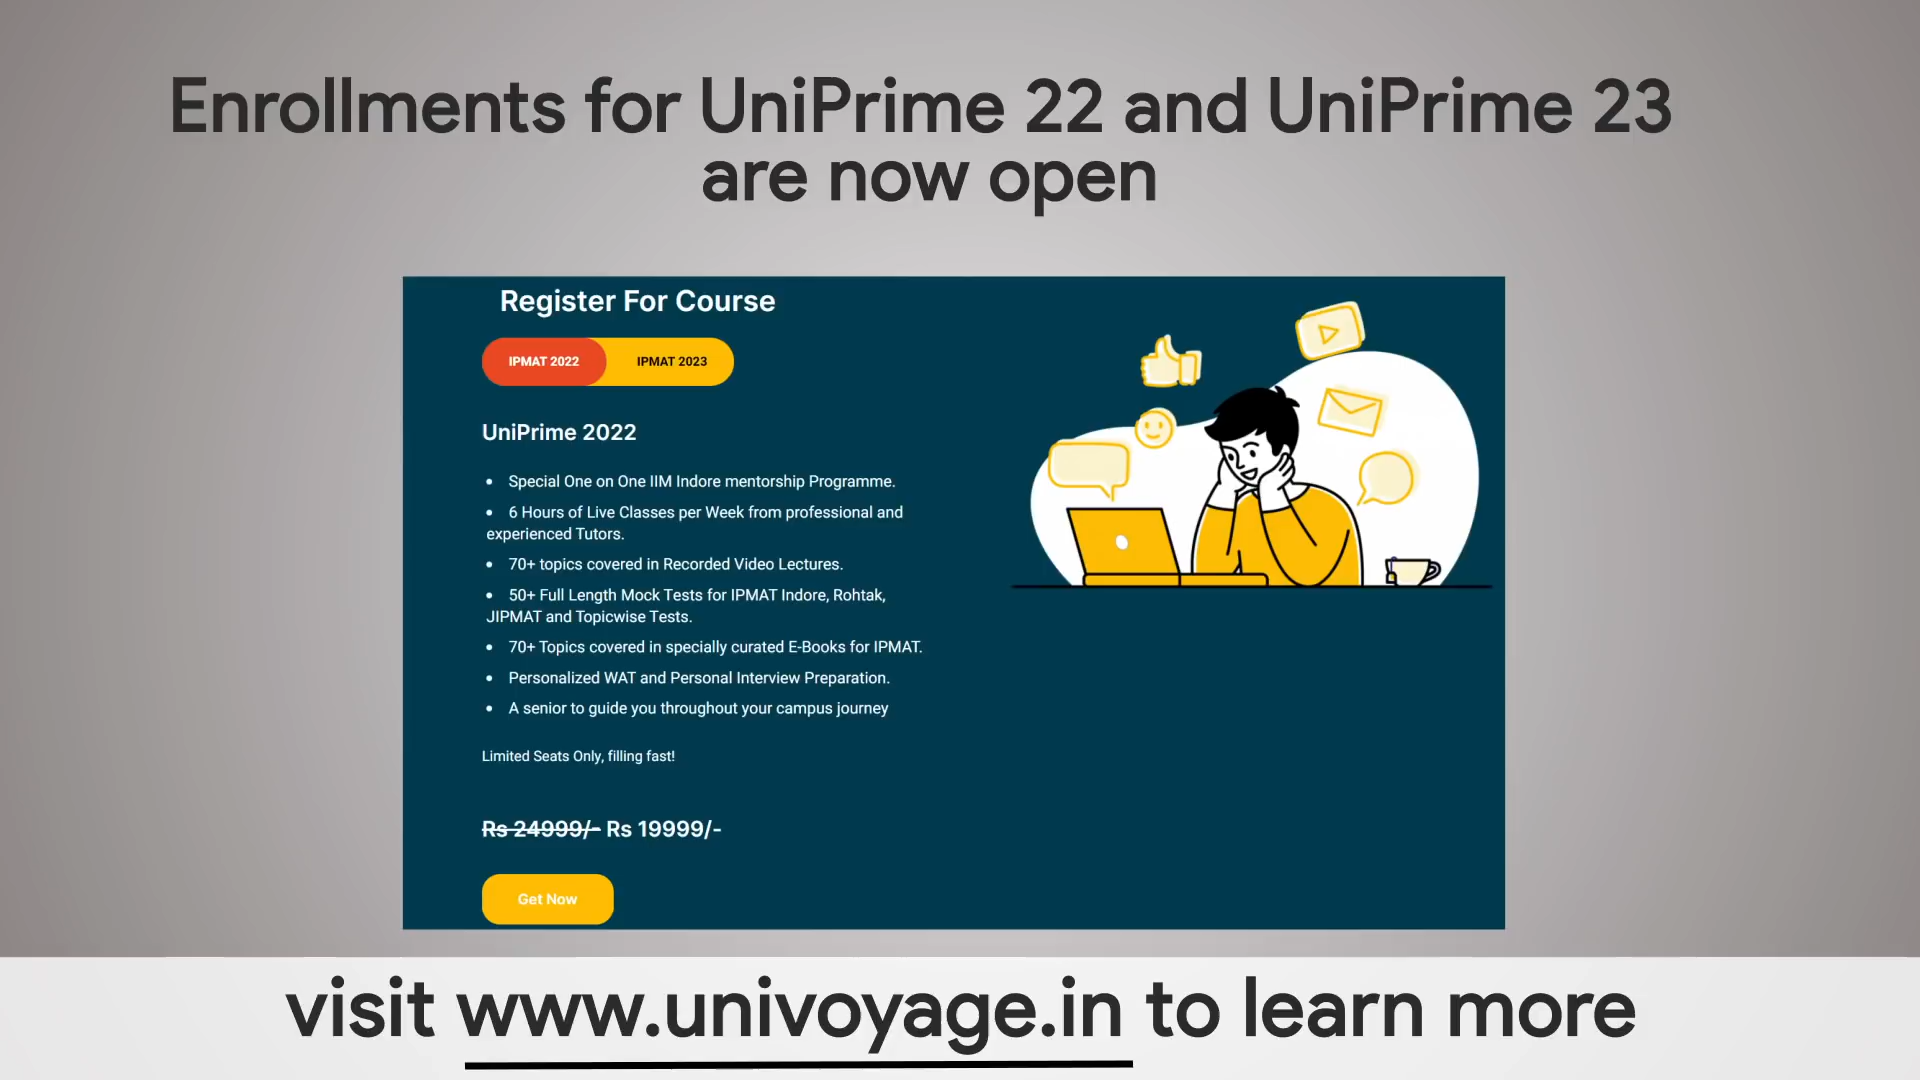 Enrollments for UniPrime 22 and UniPrime 23
are now open
Register For Course
IPMAT 2022
IPMAT 2023
UniPrime 2022
• Special One on One IIM Indore mentorship Programme.
• 6 Hours of Live Classes per Week from professional and
experienced Tutors.
• 70+ topics covered in Recorded Video Lectures.
• 50+ Full Length Mock Tests for IPMAT Indore, Rohtak,
JIPMAT and Topicwise Tests.
• 70+ Topics covered in specially curated E-Books for IPMAT.
• Personalized WAT and Personal Interview Preparation.
• A senior to guide you throughout your campus journey
Limited Seats Only, filling fast!
Rs 24999/- Rs 19999/-
Get Now
visit www.univoyage.in to learn more